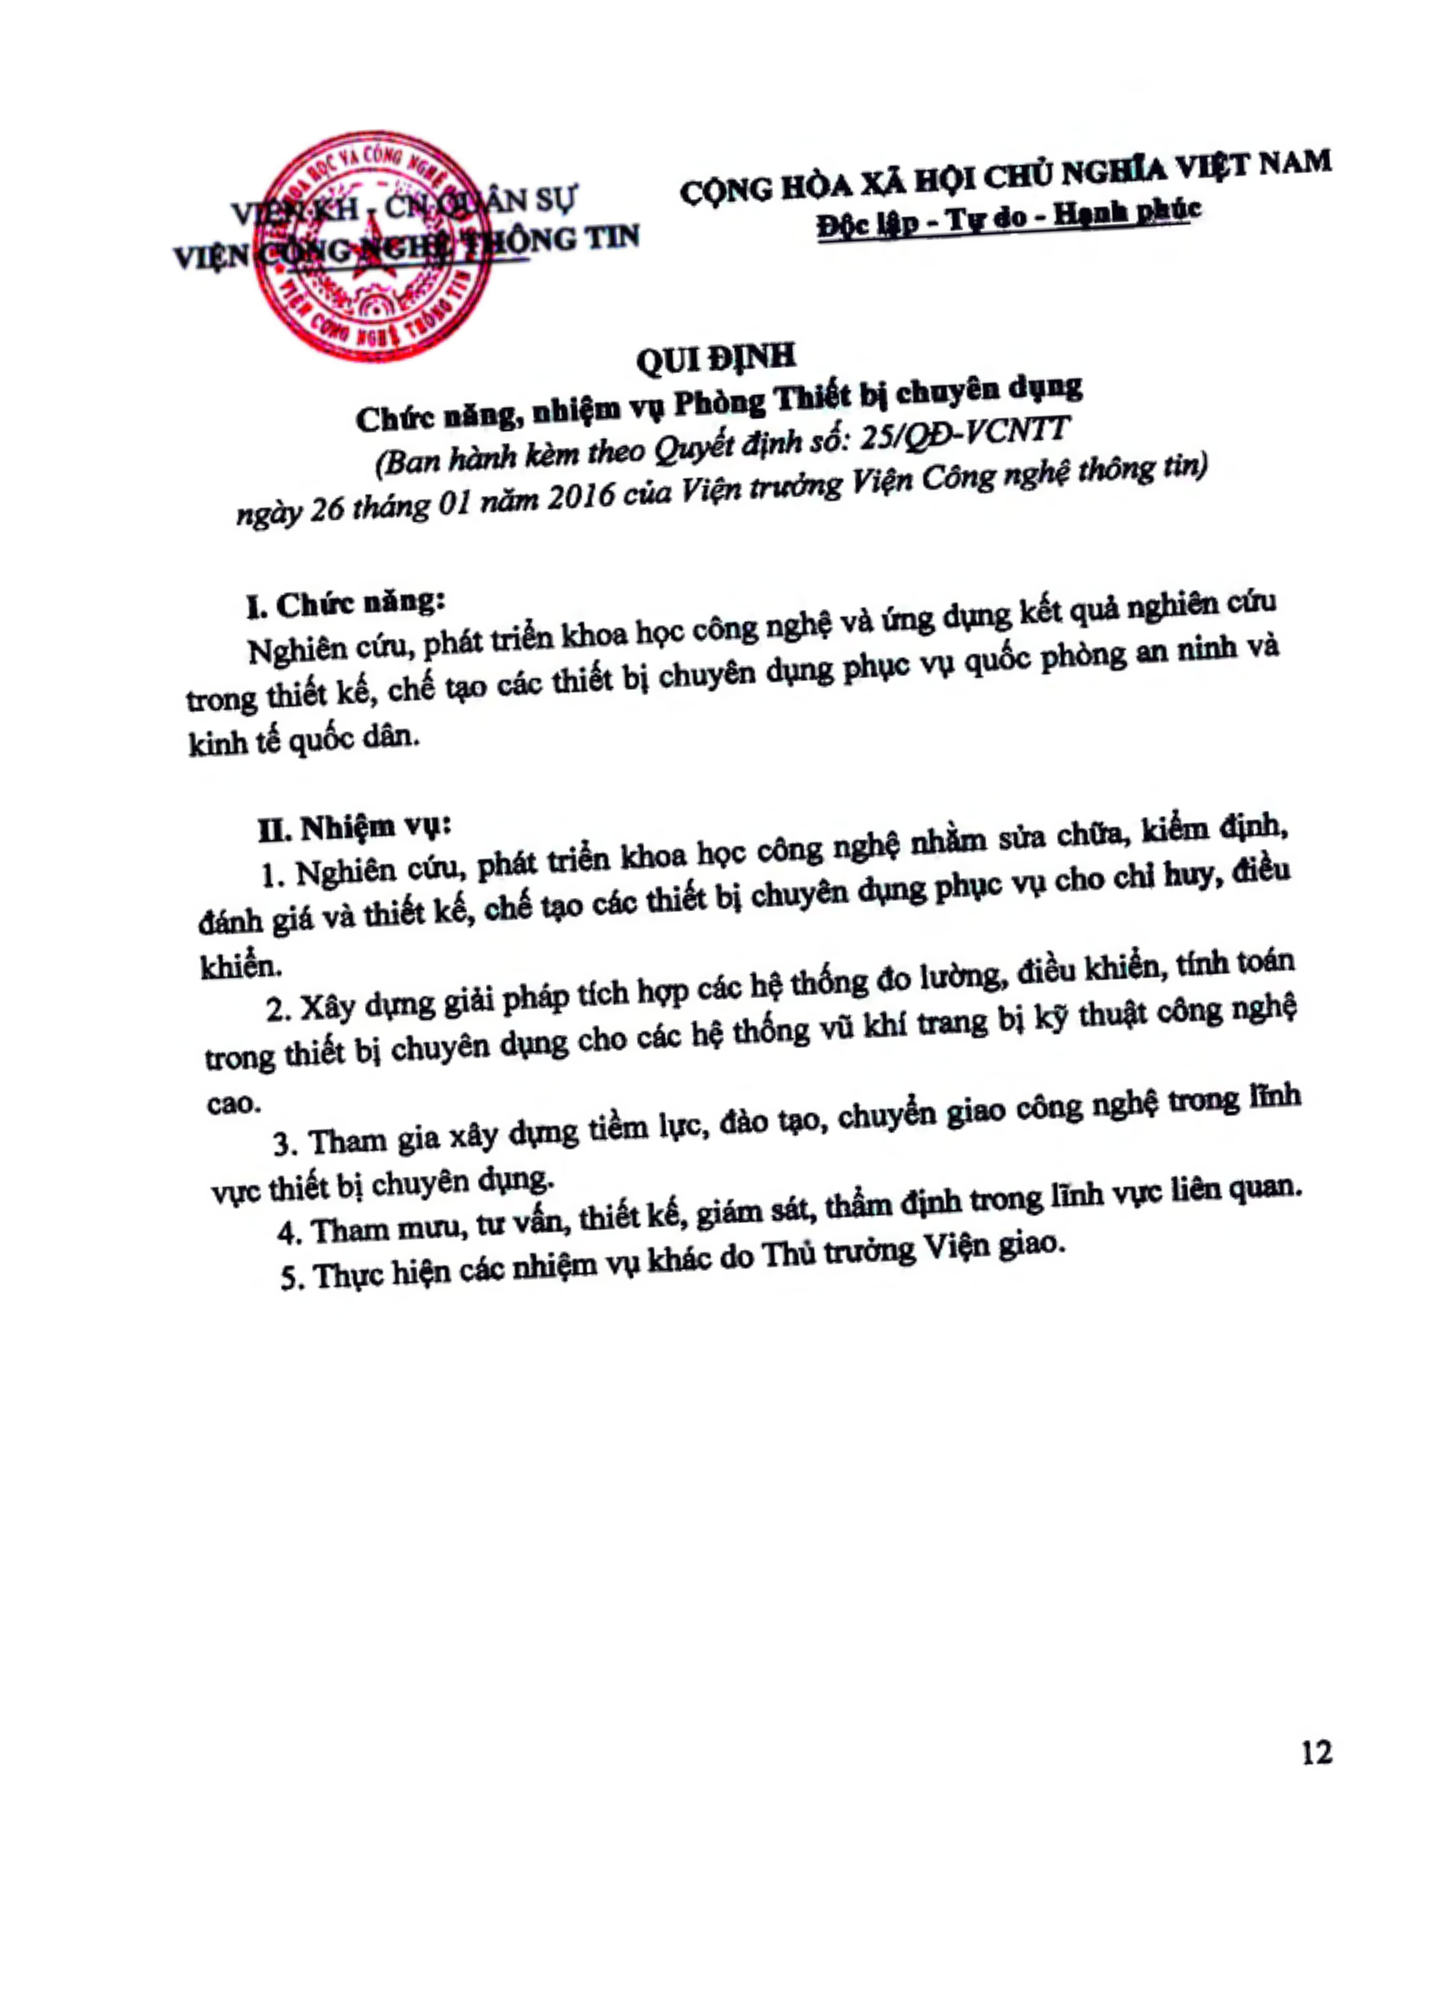 VIỆN KH - CN QUÂN SỰ
VIỆN CÔNG NGHỆ THÔNG TIN
CỘNG HÒA XÃ HỘI CHỦ NGHĨA VIỆT NAM
Độc lập - Tự do - Hạnh phúc
VIỆN CÔNG NGHỆ THÔNG TIN
QUI ĐỊNH
Chức năng, nhiệm vụ Phòng Thiết bị chuyên dụng
(Ban hành kèm theo Quyết định số: 25/QĐ-VCNTT
ngày 26 tháng 01 năm 2016 của Viện trưởng Viện Công nghệ thông tin)
I. Chức năng:
Nghiên cứu, phát triển khoa học công nghệ và ứng dụng kết quả nghiên cứu
trong thiết kế, chế tạo các thiết bị chuyên dụng phục vụ quốc phòng an ninh và
kinh tế quốc dân.
II. Nhiệm vụ:
1. Nghiên cứu, phát triển khoa học công nghệ nhằm sửa chữa, kiểm định,
đánh giá và thiết kế, chế tạo các thiết bị chuyên dụng phục vụ cho chỉ huy, điều
khiển.
2. Xây dựng giải pháp tích hợp các hệ thống đo lường, điều khiển, tính toán
trong thiết bị chuyên dụng cho các hệ thống vũ khí trang bị kỹ thuật công nghệ
cao.
3. Tham gia xây dựng tiềm lực, đào tạo, chuyển giao công nghệ trong lĩnh
vực thiết bị chuyên dụng.
4. Tham mưu, tư vấn, thiết kế, giám sát, thẩm định trong lĩnh vực liên quan.
5. Thực hiện các nhiệm vụ khác do Thủ trưởng Viện giao.
12